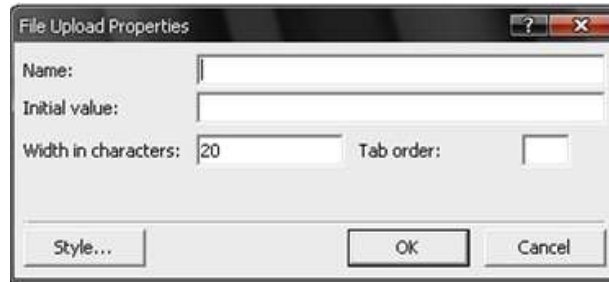 File Upload Properties ?
Name:
Initial value:
Width in characters: 20 Tab order:
Style... OK Cancel